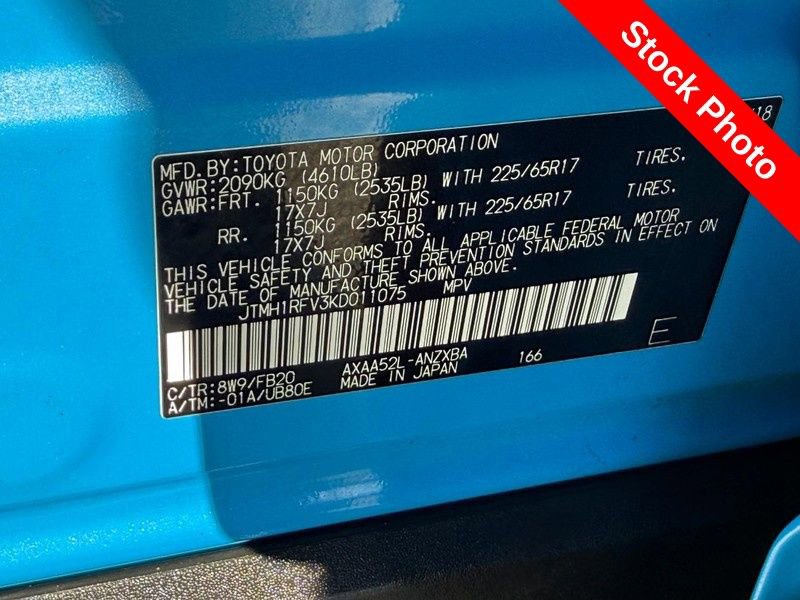 Stock Photo
18
MFD. BY: TOYOTA MOTOR CORPORATION
GVWR: 2090KG (4610LB)
GAWR: FRT. 1150KG (2535LB) WITH 225/65R17 TIRES.
17X7J RIMS.
RR. 1150KG (2535LB) WITH 225/65R17 TIRES.
17X7J RIMS.
THIS VEHICLE CONFORMS TO ALL APPLICABLE FEDERAL MOTOR
VEHICLE SAFETY AND THEFT PREVENTION STANDARDS IN EFFECT ON
THE DATE OF MANUFACTURE SHOWN ABOVE.
JTMH1RFV3KD011075 MPV
E
C/TR: 8W9/FB20 AXAA52L-ANZXBA 166
A/TM: -01A/UB80E MADE IN JAPAN